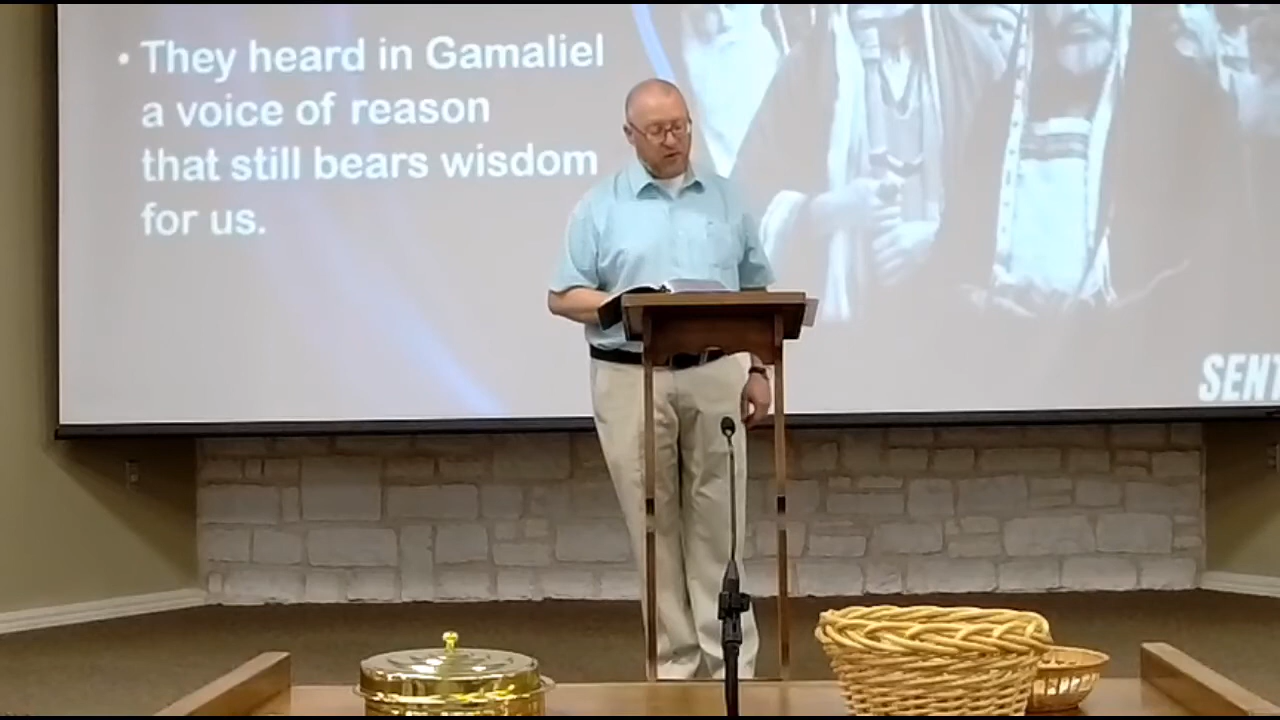 • They heard in Gamaliel
a voice of reason
that still bears wisdom
for us.
SENT